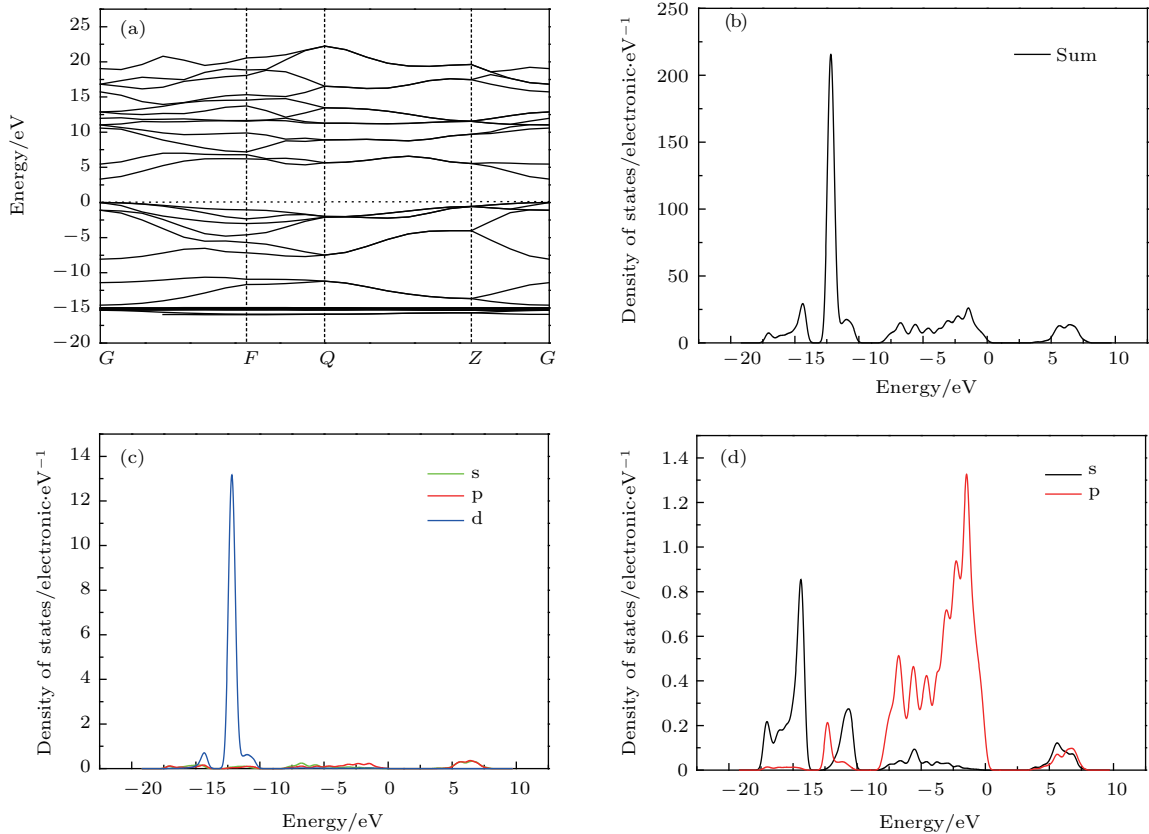 (a)
25
20
15
10
5
0
−5
−10
−15
−20
Energy/eV
G F Q Z G
(b)
Sum
250
200
150
100
50
0
Density of states/electronic·eV⁻¹
−20 −15 −10 −5 0 5 10
Energy/eV
(c)
s
p
d
14
12
10
8
6
4
2
0
Density of states/electronic·eV⁻¹
−20 −15 −10 −5 0 5 10
Energy/eV
(d)
s
p
1.4
1.2
1.0
0.8
0.6
0.4
0.2
0
Density of states/electronic·eV⁻¹
−20 −15 −10 −5 0 5 10
Energy/eV